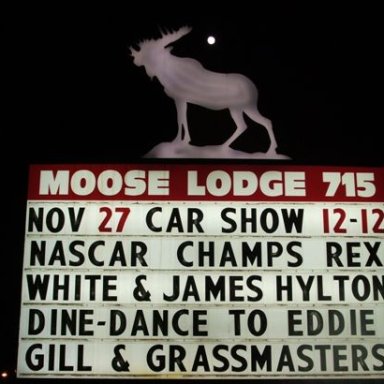 MOOSE LODGE 715
NOV 27 CAR SHOW 12-12
NASCAR CHAMPS REX
WHITE & JAMES HYLTON
DINE-DANCE TO EDDIE
GILL & GRASSMASTERS